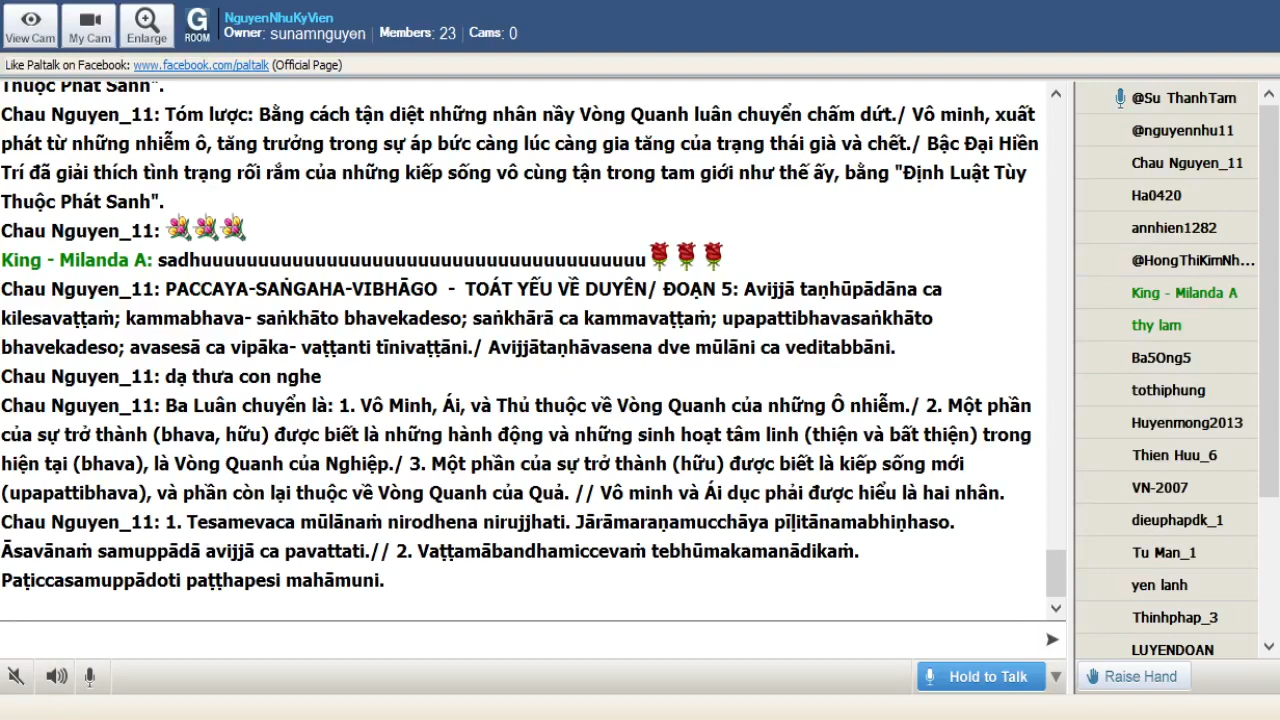 NguyenNhuKyVien
View Cam
My Cam
Enlarge
G
ROOM
Owner: sunamnguyen
Members: 23
Cams: 0
Like Paltalk on Facebook: www.facebook.com/paltalk (Official Page)
Thuộc Phát Sanh".
Chau Nguyen_11: Tóm lược: Bằng cách tận diệt những nhân nầy Vòng Quanh luân chuyển chấm dứt./ Vô minh, xuất
phát từ những nhiễm ô, tăng trưởng trong sự áp bức càng lúc càng gia tăng của trạng thái già và chết./ Bậc Đại Hiền
Trí đã giải thích tình trạng rối rắm của những kiếp sống vô cùng tận trong tam giới như thế ấy, bằng "Định Luật Tùy
Thuộc Phát Sanh".
Chau Nguyen_11:
King - Milanda A: sadhuuuuuuuuuuuuuuuuuuuuuuuuuuuuuuuuuuuuuuu
Chau Nguyen_11: PACCAYA-SAṄGAHA-VIBHĀGO - TOÁT YẾU VỀ DUYÊN/ ĐOẠN 5: Avijjā taṇhūpādāna ca
kilesavaṭṭaṁ; kammabhava- saṅkhāto bhavekadeso; saṅkhārā ca kammavaṭṭaṁ; upapattibhavasaṅkhāto
bhavekadeso; avasesā ca vipāka- vaṭṭanti tīnivaṭṭāni./ Avijjātaṇhāvasena dve mūlāni ca veditabbāni.
Chau Nguyen_11: dạ thưa con nghe
Chau Nguyen_11: Ba Luân chuyển là: 1. Vô Minh, Ái, và Thủ thuộc về Vòng Quanh của những Ô nhiễm./ 2. Một phần
của sự trở thành (bhava, hữu) được biết là những hành động và những sinh hoạt tâm linh (thiện và bất thiện) trong
hiện tại (bhava), là Vòng Quanh của Nghiệp./ 3. Một phần của sự trở thành (hữu) được biết là kiếp sống mới
(upapattibhava), và phần còn lại thuộc về Vòng Quanh của Quả. // Vô minh và Ái dục phải được hiểu là hai nhân.
Chau Nguyen_11: 1. Tesamevaca mūlānaṁ nirodhena nirujjhati. Jārāmaraṇamucchāya pīḷitānamabhiṇhaso.
Āsavānaṁ samuppādā avijjā ca pavattati.// 2. Vaṭṭamābandhamiccevaṁ tebhūmakamanādikaṁ.
Paṭiccasamuppādoti paṭṭhapesi mahāmuni.
@Su ThanhTam
@nguyennhu11
Chau Nguyen_11
Ha0420
annhien1282
@HongThiKimNh...
King - Milanda A
thy lam
Ba5Ong5
tothiphung
Huyenmong2013
Thien Huu_6
VN-2007
dieuphapdk_1
Tu Man_1
yen lanh
Thinhphap_3
LUYENDOAN
Hold to Talk
Raise Hand